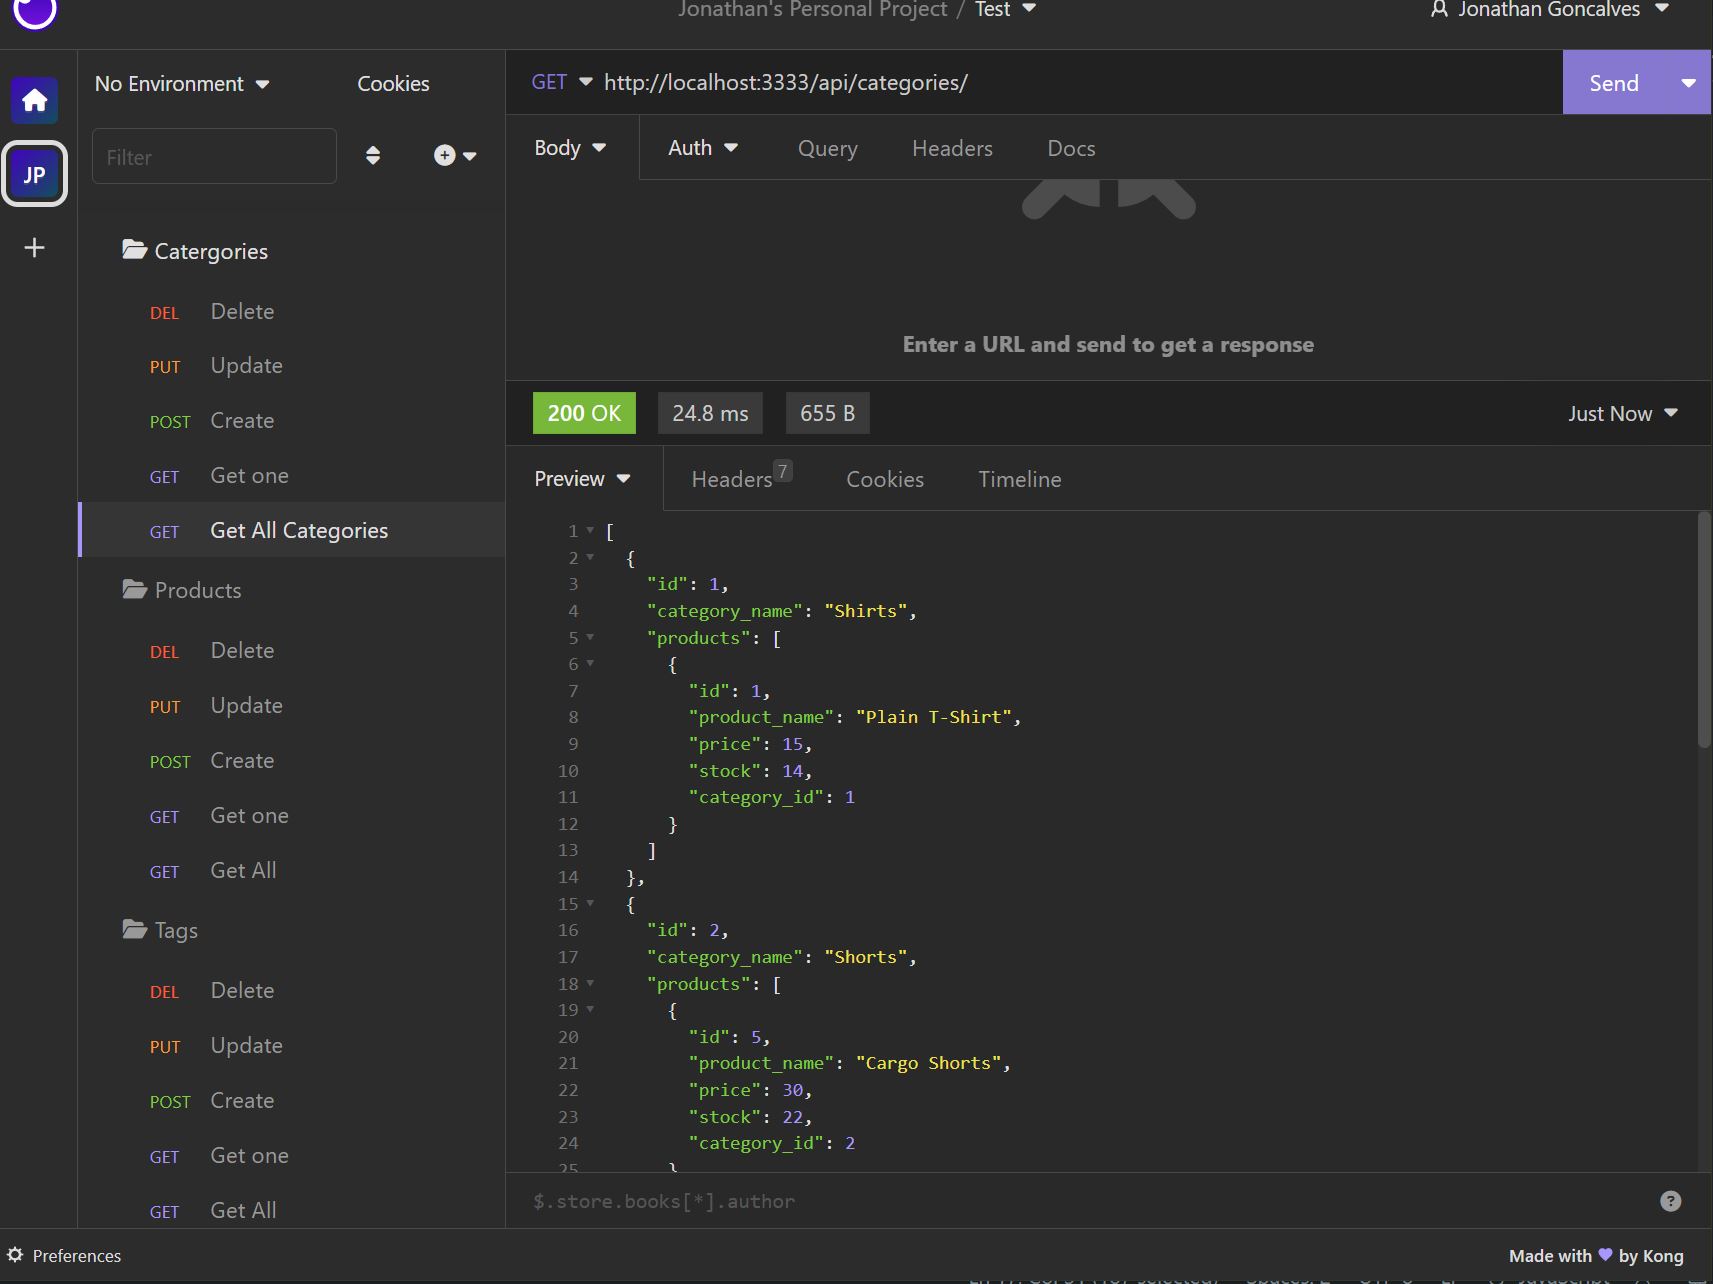 Jonathan's Personal Project / Test
Jonathan Goncalves
No Environment
Cookies
GET http://localhost:3333/api/categories/
Send
JP
Filter
Body
Auth
Query
Headers
Docs
Catergories
DEL Delete
PUT Update
POST Create
GET Get one
GET Get All Categories
Products
DEL Delete
PUT Update
POST Create
GET Get one
GET Get All
Tags
DEL Delete
PUT Update
POST Create
GET Get one
GET Get All
Enter a URL and send to get a response
200 OK
24.8 ms
655 B
Just Now
Preview
Headers 7
Cookies
Timeline
1 [
2 {
3 "id": 1,
4 "category_name": "Shirts",
5 "products": [
6 {
7 "id": 1,
8 "product_name": "Plain T-Shirt",
9 "price": 15,
10 "stock": 14,
11 "category_id": 1
12 }
13 ]
14 },
15 {
16 "id": 2,
17 "category_name": "Shorts",
18 "products": [
19 {
20 "id": 5,
21 "product_name": "Cargo Shorts",
22 "price": 30,
23 "stock": 22,
24 "category_id": 2
25 }
$.store.books[*].author
?
Preferences
Made with 💜 by Kong